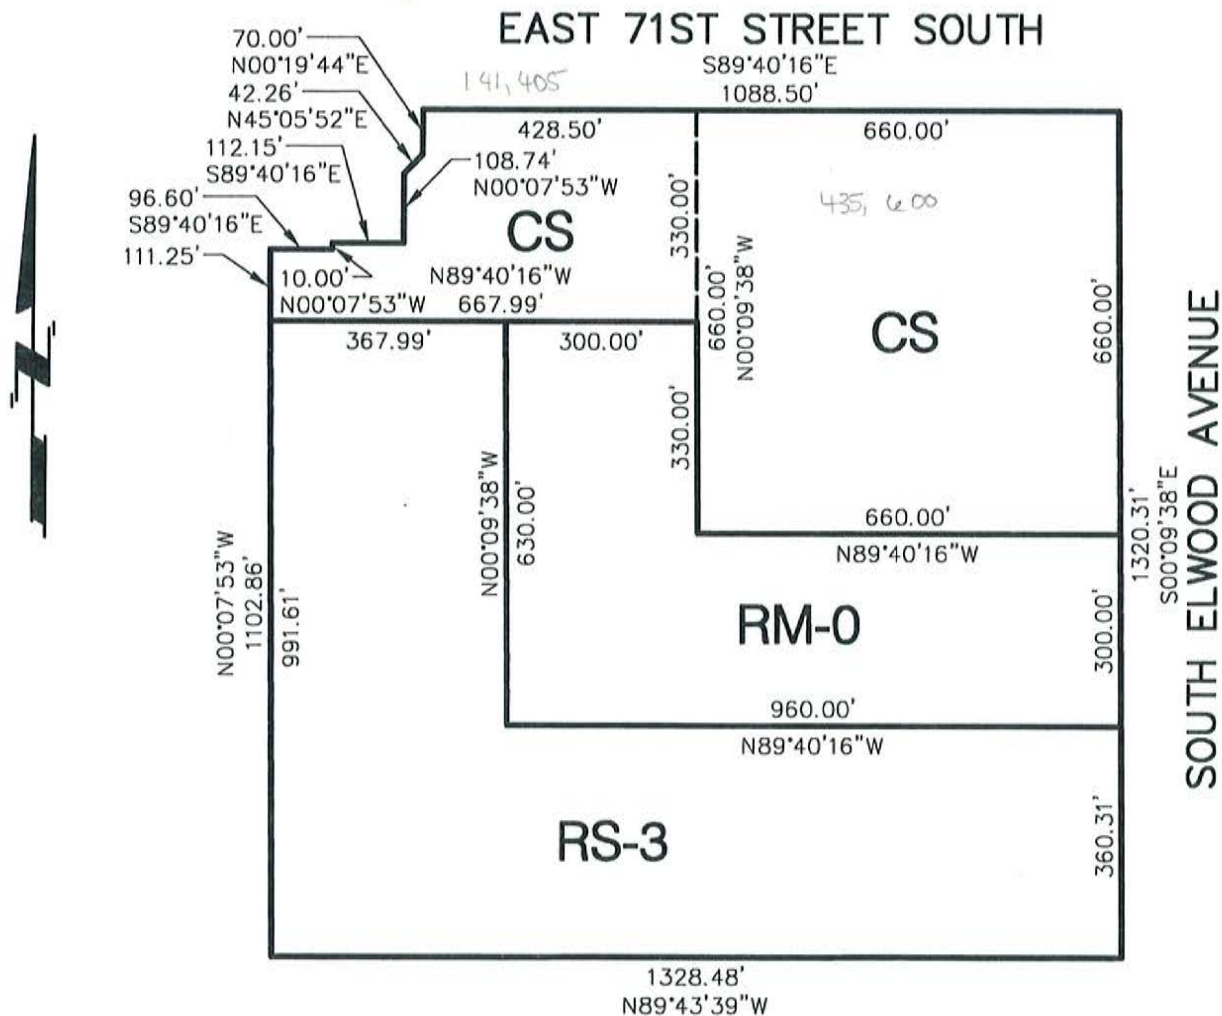 EAST 71ST STREET SOUTH
70.00'
N00°19'44"E
42.26'
N45°05'52"E
112.15'
S89°40'16"E
96.60'
S89°40'16"E
111.25'
141,405
S89°40'16"E
1088.50'
428.50'
660.00'
108.74'
N00°07'53"W
CS
10.00'
N00°07'53"W
N89°40'16"W
667.99'
330.00'
660.00'
N00°09'38"W
435,600
CS
660.00'
367.99'
300.00'
330.00'
660.00'
N89°40'16"W
N00°09'38"W
630.00'
N00°07'53"W
1102.86'
991.61'
RM-0
300.00'
1320.31'
S00°09'38"E
SOUTH ELWOOD AVENUE
960.00'
N89°40'16"W
RS-3
360.31'
1328.48'
N89°43'39"W